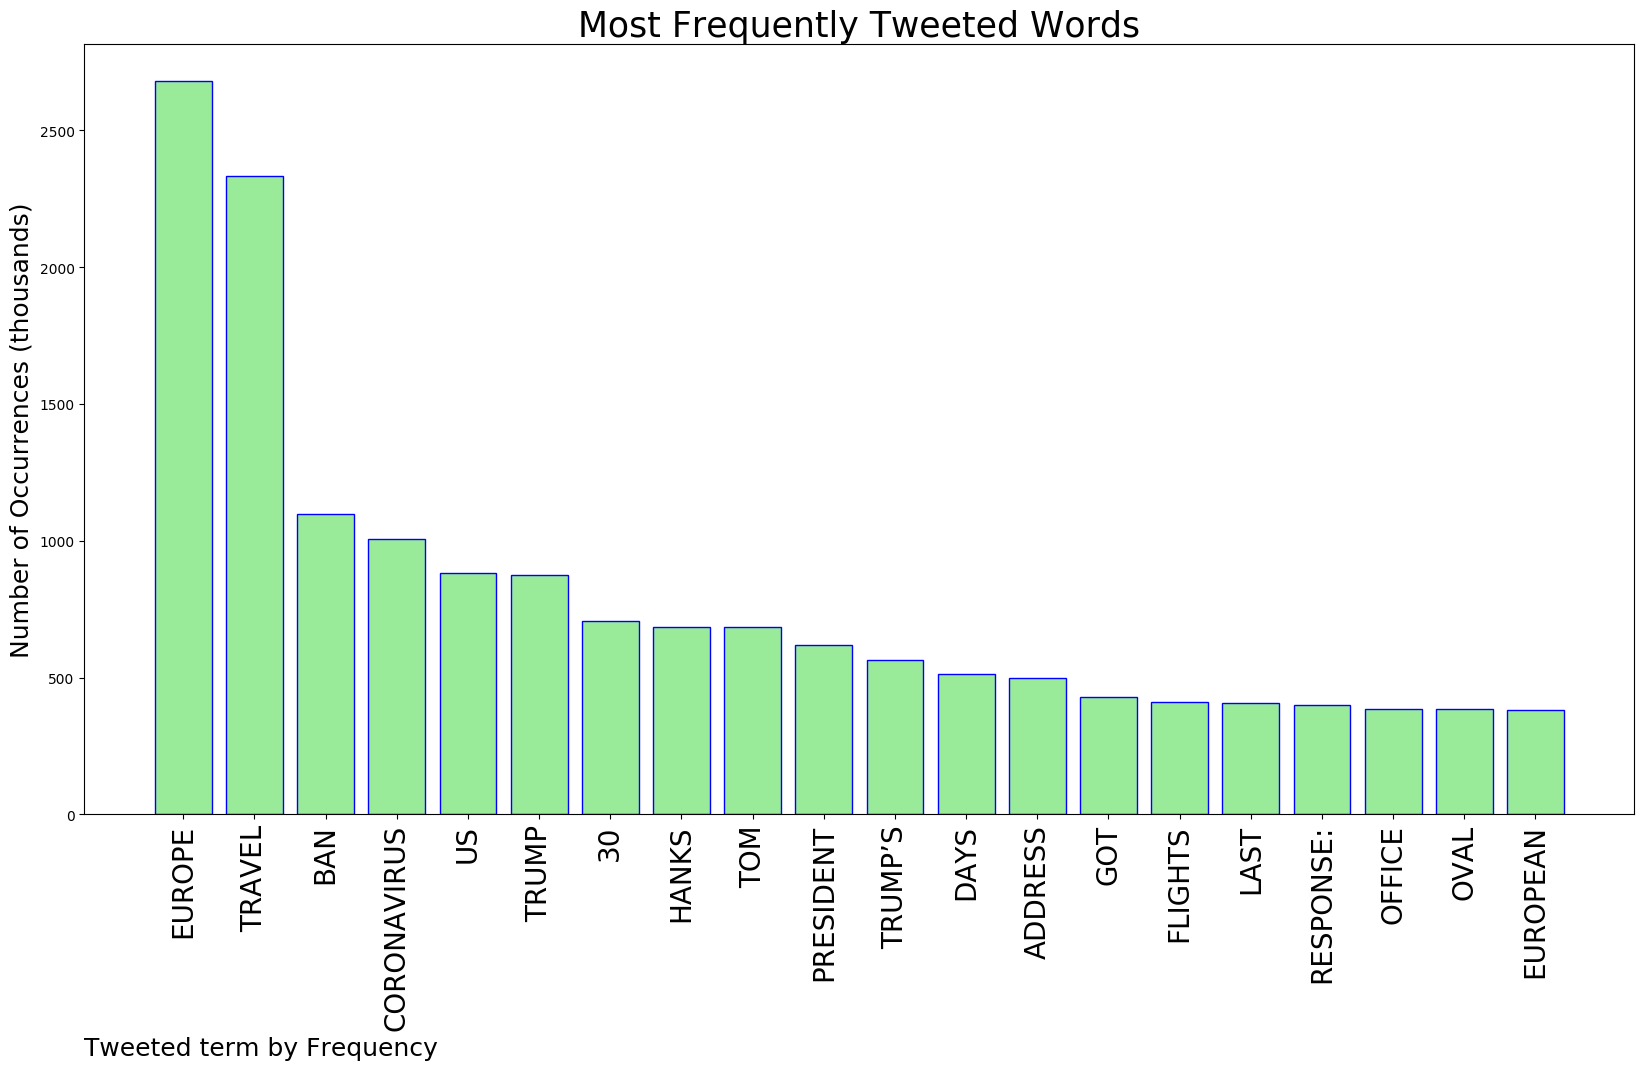 Most Frequently Tweeted Words
Number of Occurrences (thousands)
2500
2000
1500
1000
500
0
EUROPE
TRAVEL
BAN
CORONAVIRUS
US
TRUMP
30
HANKS
TOM
PRESIDENT
TRUMP’S
DAYS
ADDRESS
GOT
FLIGHTS
LAST
RESPONSE:
OFFICE
OVAL
EUROPEAN
Tweeted term by Frequency